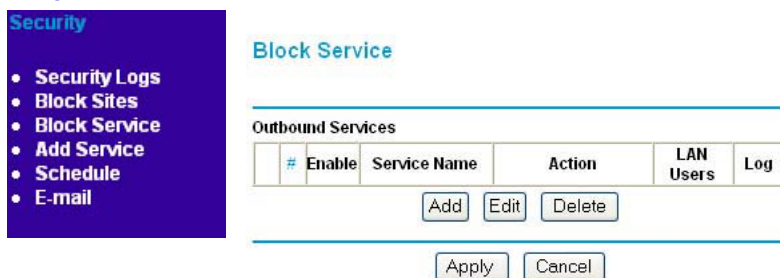 Security
Security Logs
Block Sites
Block Service
Add Service
Schedule
E-mail
Block Service
Outbound Services
# Enable Service Name Action LAN Users Log
Add Edit Delete
Apply Cancel